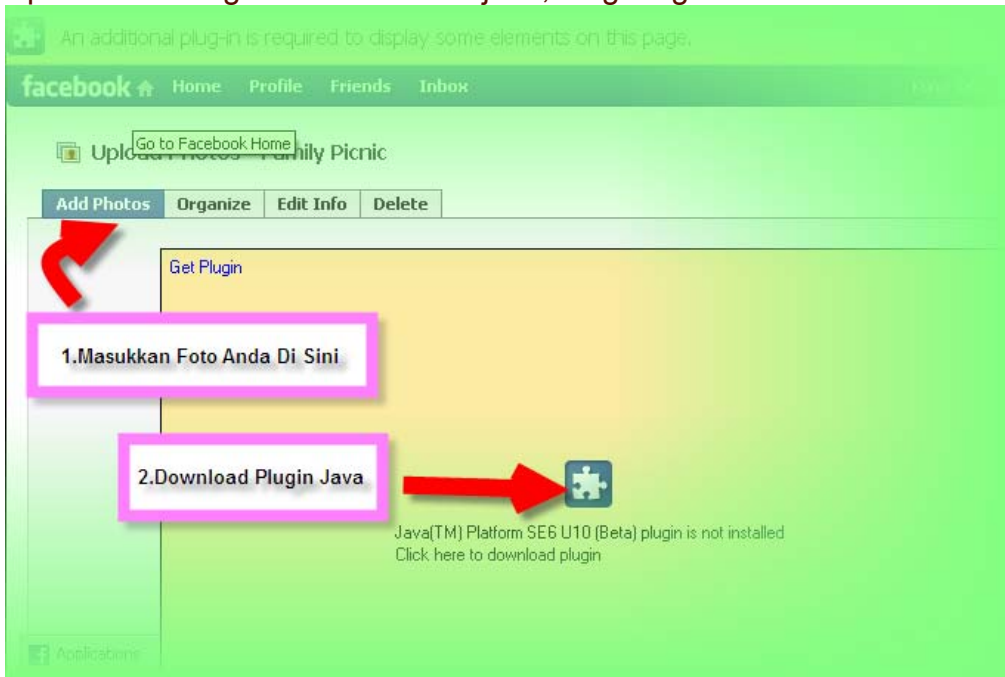 An additional plug-in is required to display some elements on this page.
facebook Home Profile Friends Inbox
Go to Facebook Home
Family Picnic
Add Photos Organize Edit Info Delete
Get Plugin
1.Masukkan Foto Anda Di Sini
2.Download Plugin Java
Java(TM) Platform SE6 U10 (Beta) plugin is not installed
Click here to download plugin
Applications